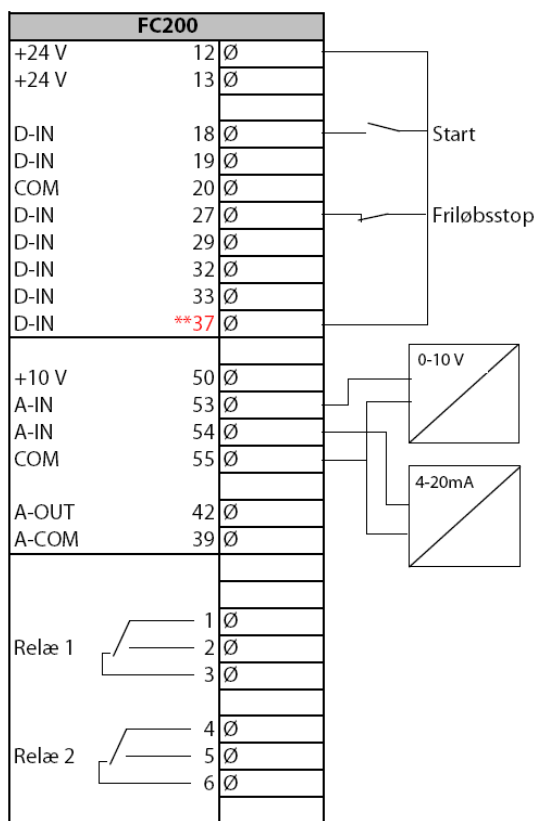 FC200
+24 V 12 Ø
+24 V 13 Ø
D-IN 18 Ø Start
D-IN 19 Ø
COM 20 Ø
D-IN 27 Ø Friløbsstop
D-IN 29 Ø
D-IN 32 Ø
D-IN 33 Ø
D-IN **37 Ø
0-10 V
+10 V 50 Ø
A-IN 53 Ø
A-IN 54 Ø
COM 55 Ø
4-20mA
A-OUT 42 Ø
A-COM 39 Ø
1 Ø
Relæ 1 2 Ø
3 Ø
4 Ø
Relæ 2 5 Ø
6 Ø